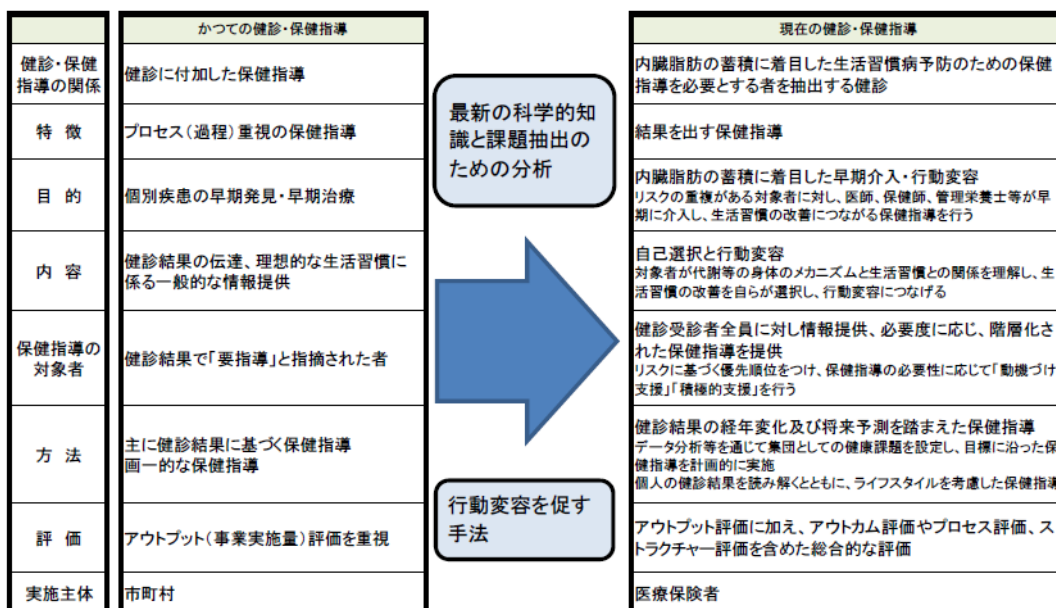 かつての健診・保健指導
現在の健診・保健指導
健診・保健
指導の関係
健診に付加した保健指導
内臓脂肪の蓄積に着目した生活習慣病予防のための保健
指導を必要とする者を抽出する健診
特 徴
プロセス(過程)重視の保健指導
結果を出す保健指導
目 的
個別疾患の早期発見・早期治療
内臓脂肪の蓄積に着目した早期介入・行動変容
リスクの重複がある対象者に対し、医師、保健師、管理栄養士等が早
期に介入し、生活習慣の改善につながる保健指導を行う
内 容
健診結果の伝達、理想的な生活習慣に
係る一般的な情報提供
自己選択と行動変容
対象者が代謝等の身体のメカニズムと生活習慣との関係を理解し、生
活習慣の改善を自らが選択し、行動変容につなげる
保健指導の
対象者
健診結果で「要指導」と指摘された者
健診受診者全員に対し情報提供、必要度に応じ、階層化さ
れた保健指導を提供
リスクに基づく優先順位をつけ、保健指導の必要性に応じて「動機づけ
支援」「積極的支援」を行う
方 法
主に健診結果に基づく保健指導
画一的な保健指導
健診結果の経年変化及び将来予測を踏まえた保健指導
データ分析等を通じて集団としての健康課題を設定し、目標に沿った保
健指導を計画的に実施
個人の健診結果を読み解くとともに、ライフスタイルを考慮した保健指導
評 価
アウトプット(事業実施量)評価を重視
アウトプット評価に加え、アウトカム評価やプロセス評価、ス
トラクチャー評価を含めた総合的な評価
実施主体
市町村
医療保険者
最新の科学的知
識と課題抽出の
ための分析
行動変容を促す
手法